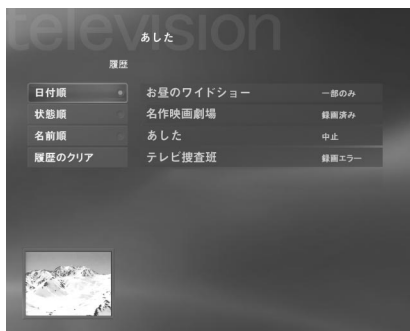 television
あした
履歴
日付順
お昼のワイドショー 一部のみ
状態順
名作映画劇場 録画済み
名前順
あした 中止
履歴のクリア
テレビ捜査班 録画エラー